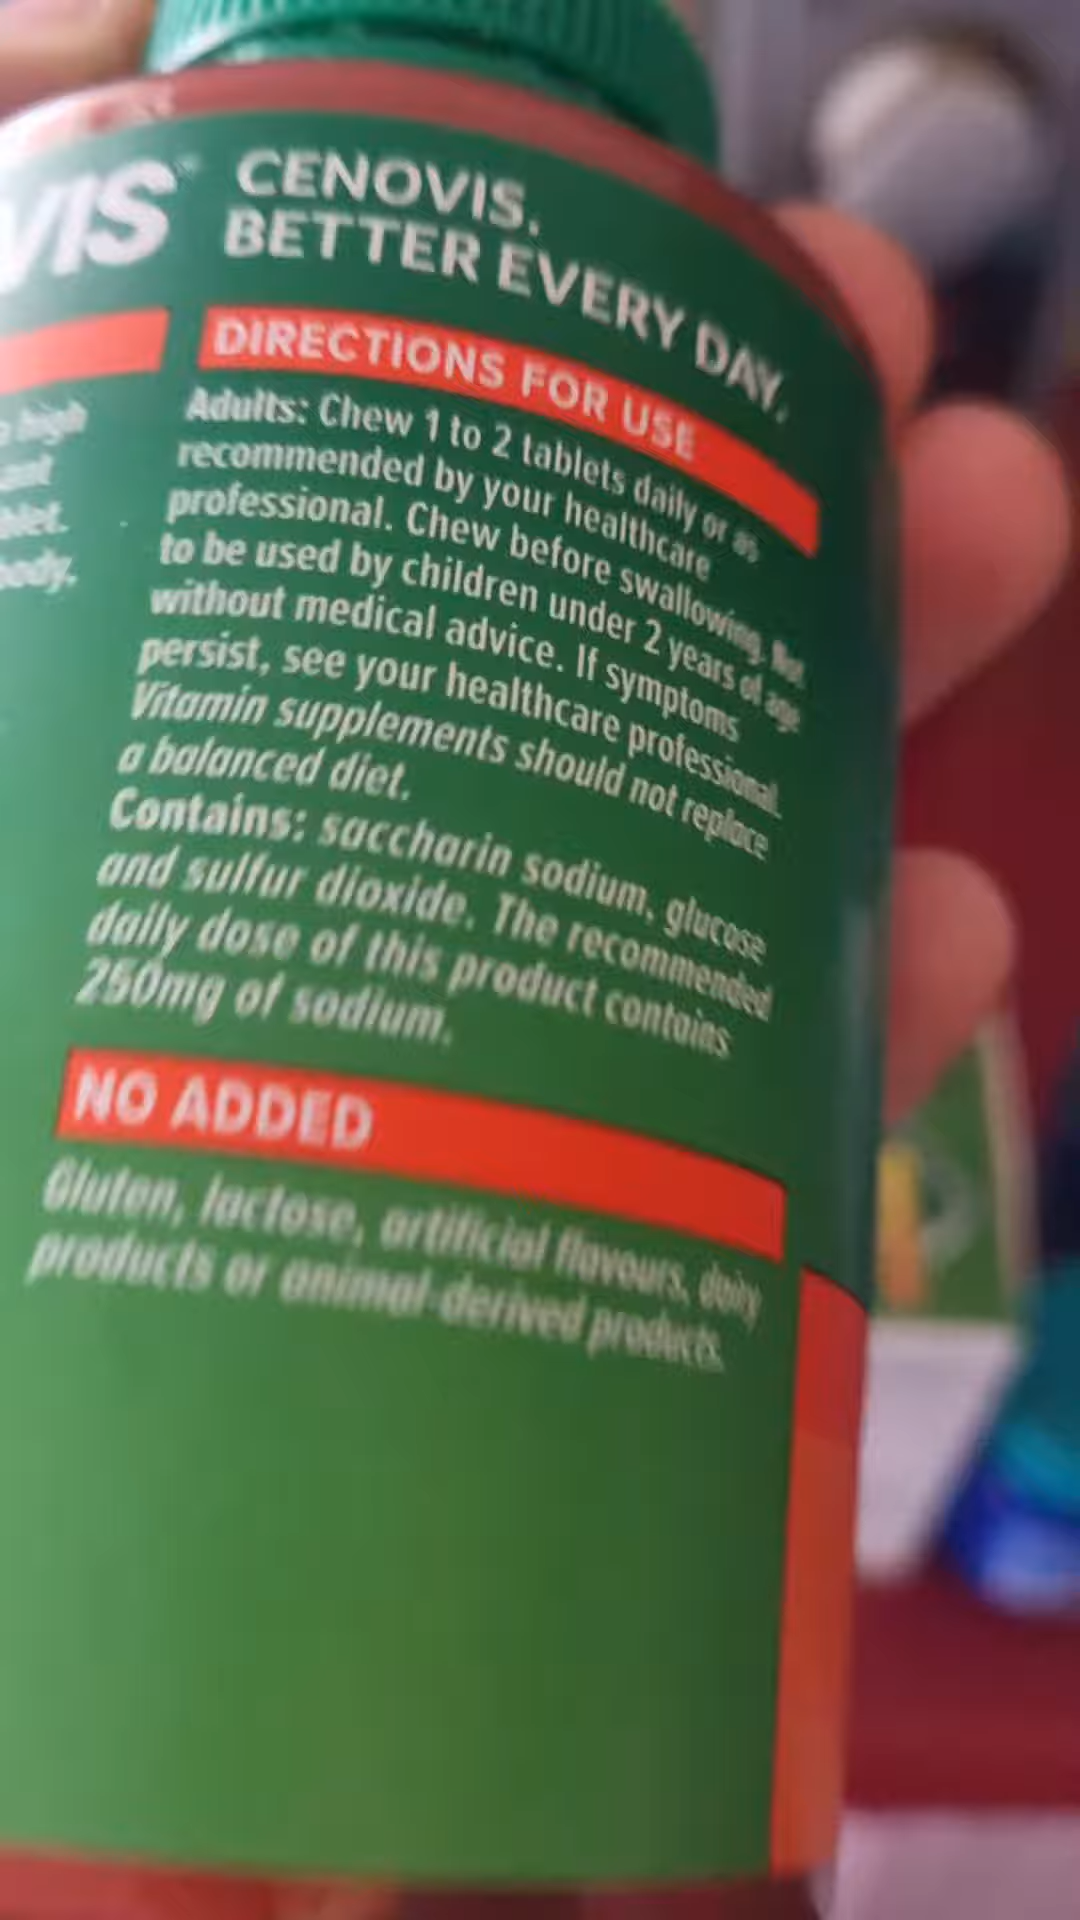 VIS
CENOVIS.
BETTER EVERY DAY.
DIRECTIONS FOR USE
Adults: Chew 1 to 2 tablets daily or as
recommended by your healthcare
professional. Chew before swallowing. Not
to be used by children under 2 years of age
without medical advice. If symptoms
persist, see your healthcare professional.
Vitamin supplements should not replace
a balanced diet.
Contains: saccharin sodium, glucose
and sulfur dioxide. The recommended
daily dose of this product contains
250mg of sodium.
NO ADDED
Gluten, lactose, artificial flavours, dairy
products or animal-derived products.
high
body.